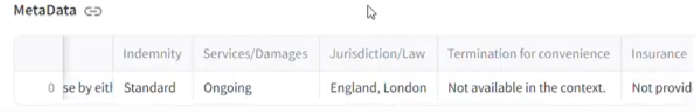 MetaData
Indemnity Services/Damages Jurisdiction/Law Termination for convenience Insurance
0 se by eitl Standard Ongoing England, London Not available in the context. Not provid